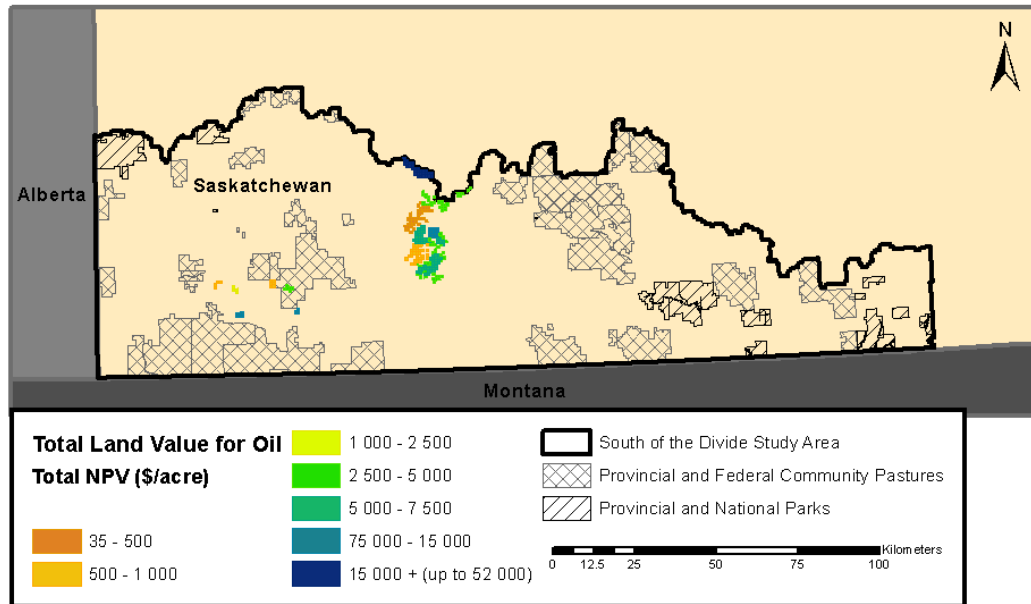 N
Alberta
Saskatchewan
Montana
Total Land Value for Oil
Total NPV ($/acre)
35 - 500
500 - 1 000
1 000 - 2 500
2 500 - 5 000
5 000 - 7 500
75 000 - 15 000
15 000 + (up to 52 000)
South of the Divide Study Area
Provincial and Federal Community Pastures
Provincial and National Parks
Kilometers
0 12.5 25 50 75 100